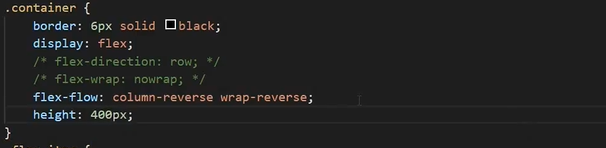 .container {
border: 6px solid black;
display: flex;
/* flex-direction: row; */
/* flex-wrap: nowrap; */
flex-flow: column-reverse wrap-reverse;
height: 400px;
}